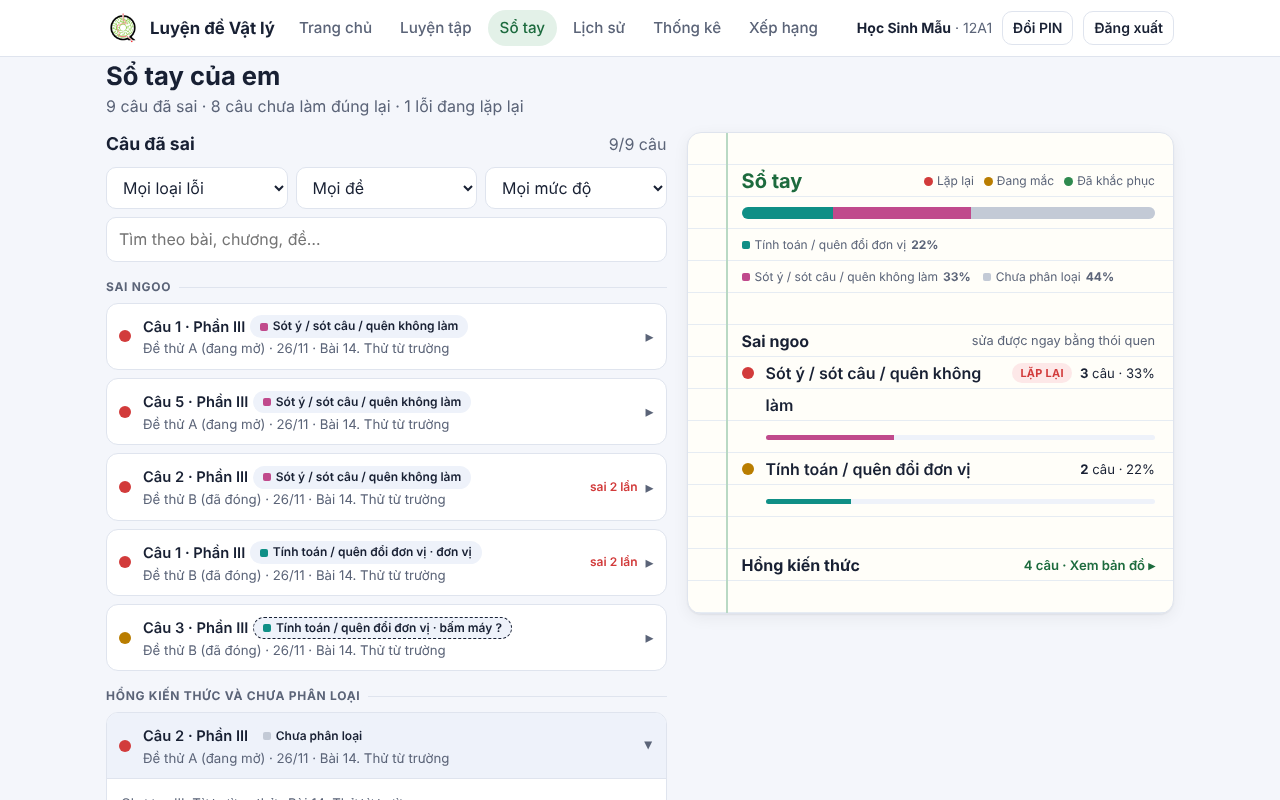 Luyện đề Vật lý
Trang chủ
Luyện tập
Sổ tay
Lịch sử
Thống kê
Xếp hạng
Học Sinh Mẫu · 12A1
Đổi PIN
Đăng xuất
Sổ tay của em
9 câu đã sai · 8 câu chưa làm đúng lại · 1 lỗi đang lặp lại
Câu đã sai
9/9 câu
Mọi loại lỗi
Mọi đề
Mọi mức độ
Tìm theo bài, chương, đề...
SAI NGOO
Câu 1 · Phần III Sót ý / sót câu / quên không làm
Đề thử A (đang mở) · 26/11 · Bài 14. Thử từ trường
Câu 5 · Phần III Sót ý / sót câu / quên không làm
Đề thử A (đang mở) · 26/11 · Bài 14. Thử từ trường
Câu 2 · Phần III Sót ý / sót câu / quên không làm
Đề thử B (đã đóng) · 26/11 · Bài 14. Thử từ trường
sai 2 lần
Câu 1 · Phần III Tính toán / quên đổi đơn vị · đơn vị
Đề thử B (đã đóng) · 26/11 · Bài 14. Thử từ trường
sai 2 lần
Câu 3 · Phần III Tính toán / quên đổi đơn vị · bấm máy ?
Đề thử B (đã đóng) · 26/11 · Bài 14. Thử từ trường
HỔNG KIẾN THỨC VÀ CHƯA PHÂN LOẠI
Câu 2 · Phần III Chưa phân loại
Đề thử A (đang mở) · 26/11 · Bài 14. Thử từ trường
Sổ tay
Lặp lại Đang mắc Đã khắc phục
Tính toán / quên đổi đơn vị 22%
Sót ý / sót câu / quên không làm 33% Chưa phân loại 44%
Sai ngoo
sửa được ngay bằng thói quen
Sót ý / sót câu / quên không làm
LẶP LẠI
3 câu · 33%
Tính toán / quên đổi đơn vị
2 câu · 22%
Hổng kiến thức
4 câu · Xem bản đồ ▸